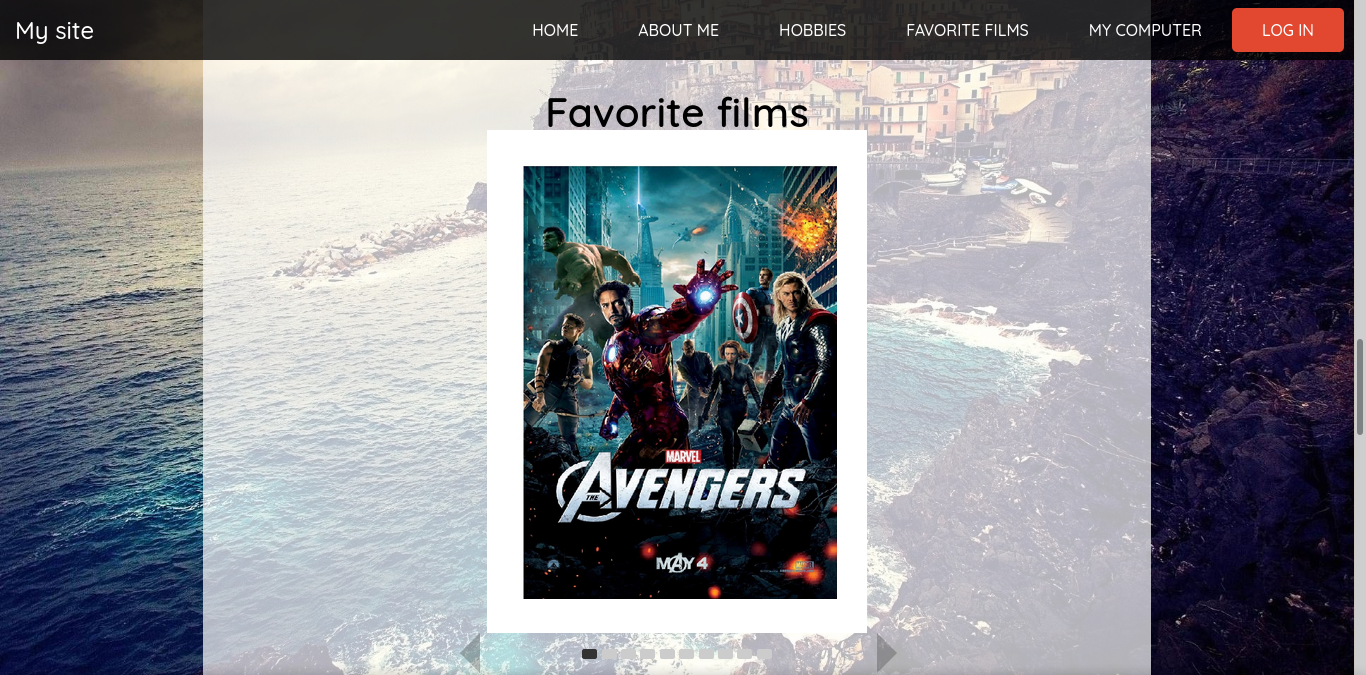 My site
HOME
ABOUT ME
HOBBIES
FAVORITE FILMS
MY COMPUTER
LOG IN
Favorite films
MARVEL
THE AVENGERS
MAY 4